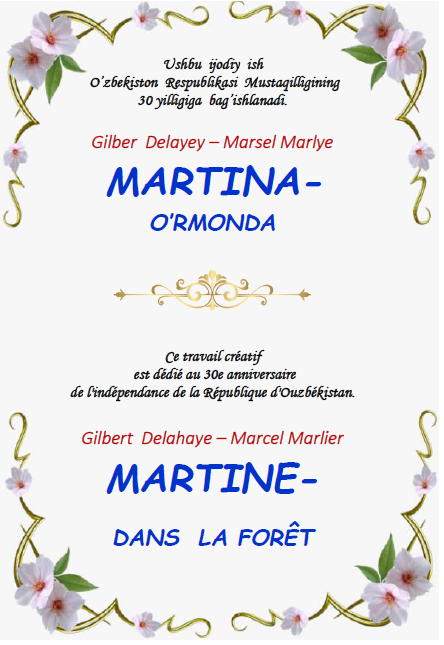 Ushbu ijodiy ish
O'zbekiston Respublikasi Mustaqilligining
30 yilligiga bag'ishlanadi.
Gilber Delayey – Marsel Marlye
MARTINA-
O'RMONDA
Ce travail créatif
est dédié au 30e anniversaire
de l'indépendance de la République d'Ouzbékistan.
Gilbert Delahaye – Marcel Marlier
MARTINE-
DANS LA FORÊT